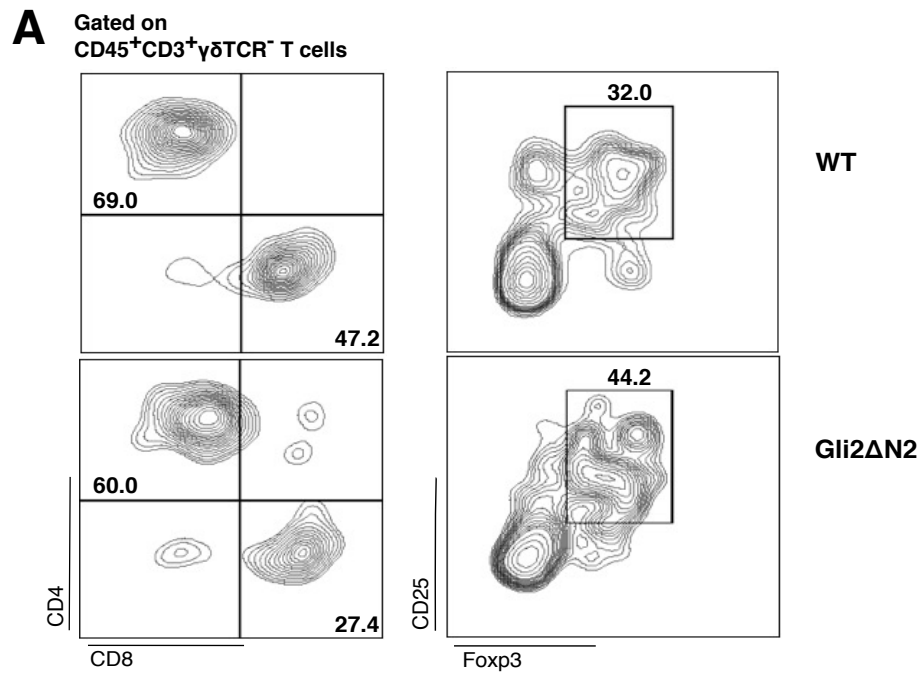 A
Gated on
CD45+CD3+γδTCR- T cells
69.0
47.2
32.0
WT
60.0
27.4
44.2
Gli2ΔN2
CD4
CD8
CD25
Foxp3